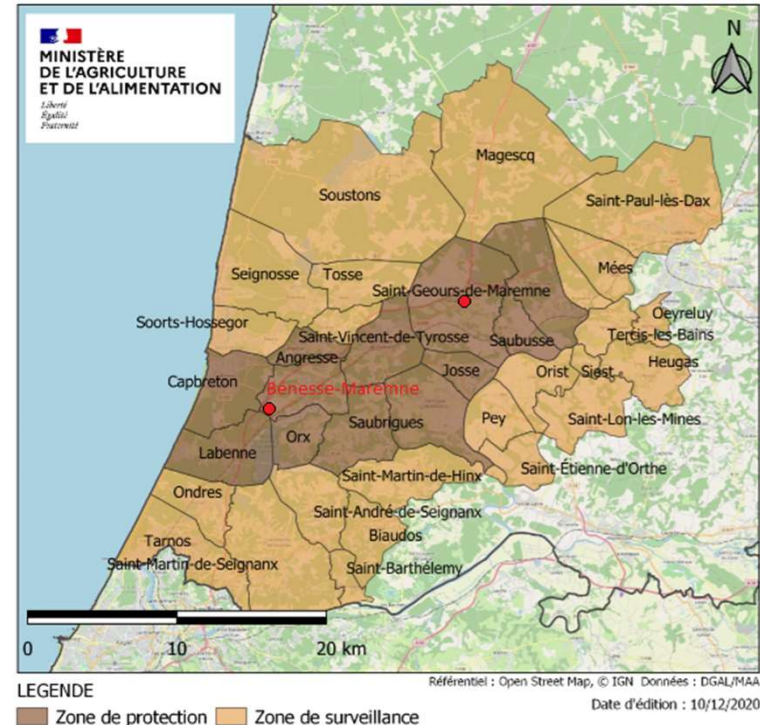 MINISTÈRE
DE L'AGRICULTURE
ET DE L'ALIMENTATION
Liberté
Égalité
Fraternité
N
Magescq
Soustons
Saint-Paul-lès-Dax
Mées
Seignosse
Tosse
Saint-Geours-de-Maremne
Oeyreluy
Soorts-Hossegor
Tercis-les-Bains
Saint-Vincent-de-Tyrosse
Saubusse
Angresse
Heugas
Josse
Orist
Siest
Capbreton
Bénesse-Maremne
Pey
Saint-Lon-les-Mines
Saubrigues
Orx
Labenne
Saint-Étienne-d'Orthe
Saint-Martin-de-Hinx
Ondres
Saint-André-de-Seignanx
Biaudos
Tarnos
Saint-Martin-de-Seignanx
Saint-Barthélemy
0 10 20 km
Référentiel : Open Street Map, © IGN Données : DGAL/MAA
LEGENDE
Date d'édition : 10/12/2020
Zone de protection Zone de surveillance